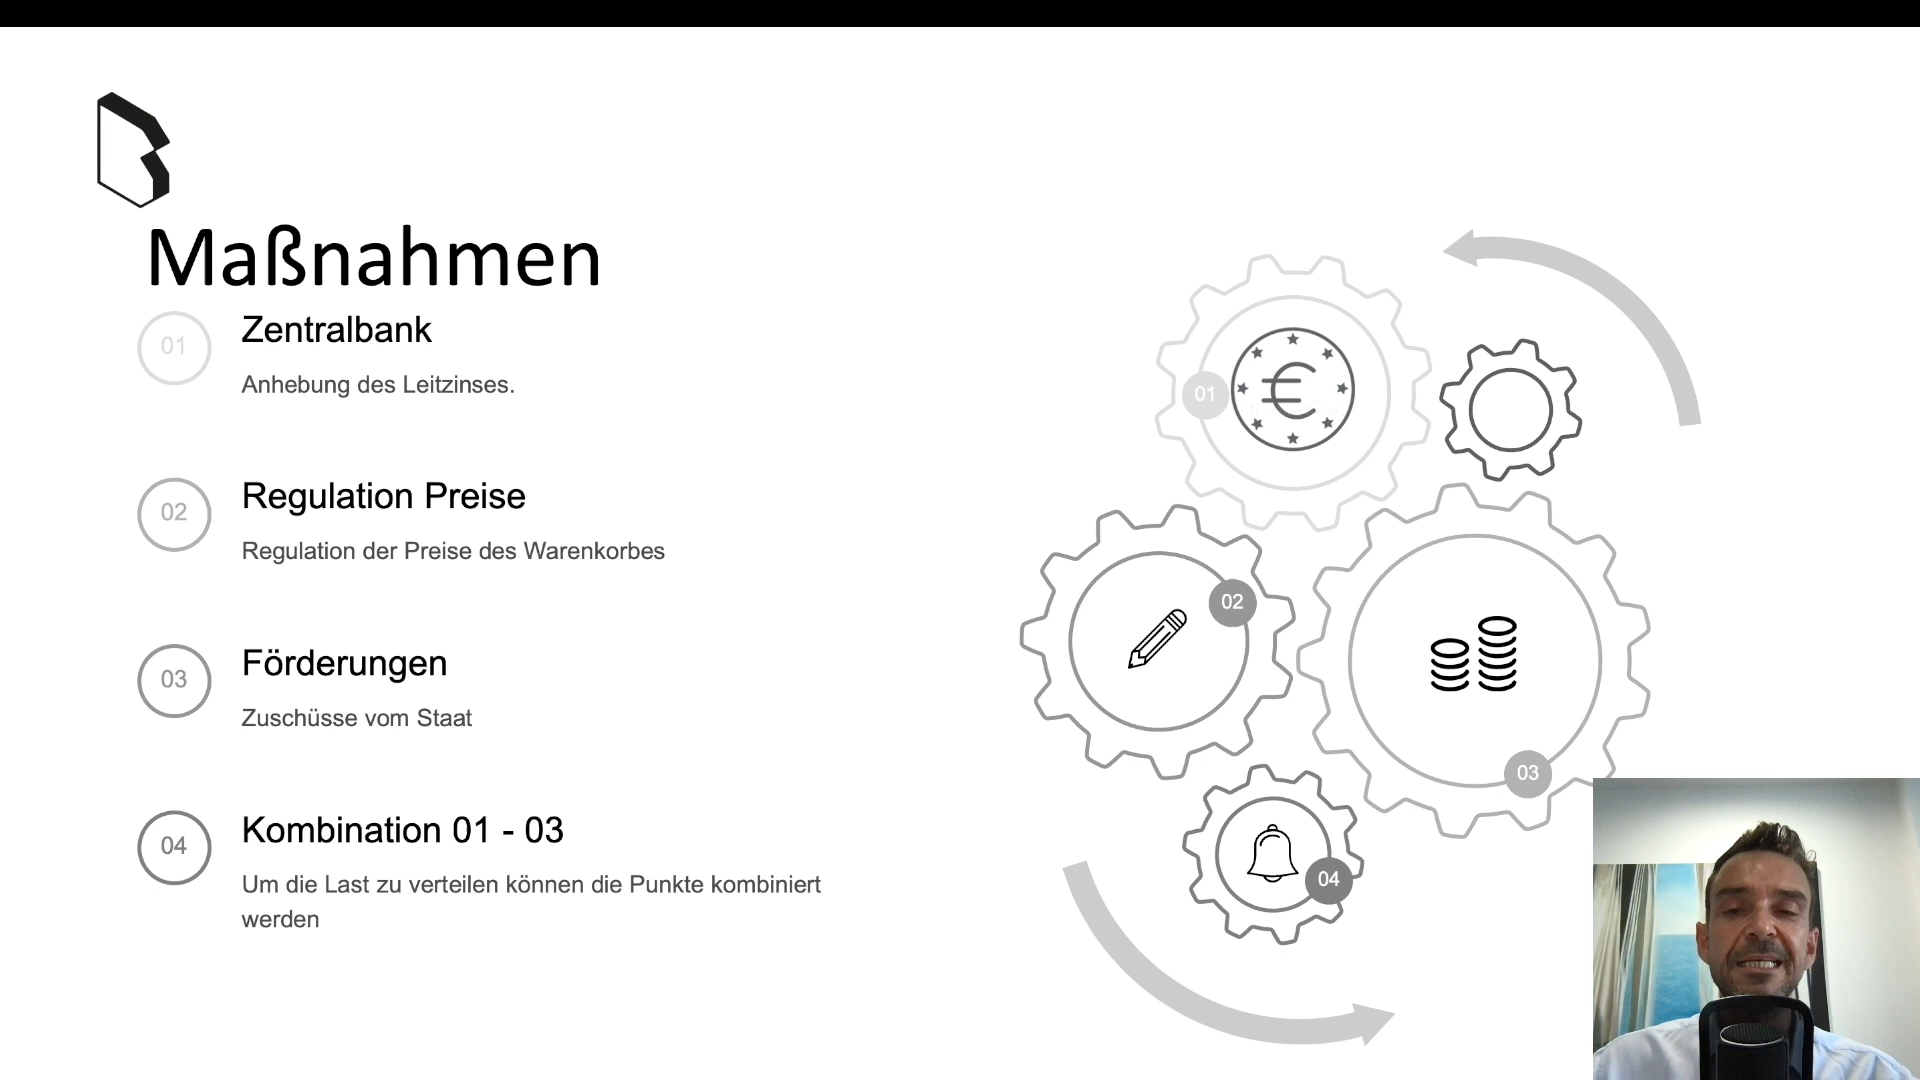 Maßnahmen
01
Zentralbank
Anhebung des Leitzinses.
02
Regulation Preise
Regulation der Preise des Warenkorbes
03
Förderungen
Zuschüsse vom Staat
04
Kombination 01 - 03
Um die Last zu verteilen können die Punkte kombiniert
werden
01
€
02
03
04